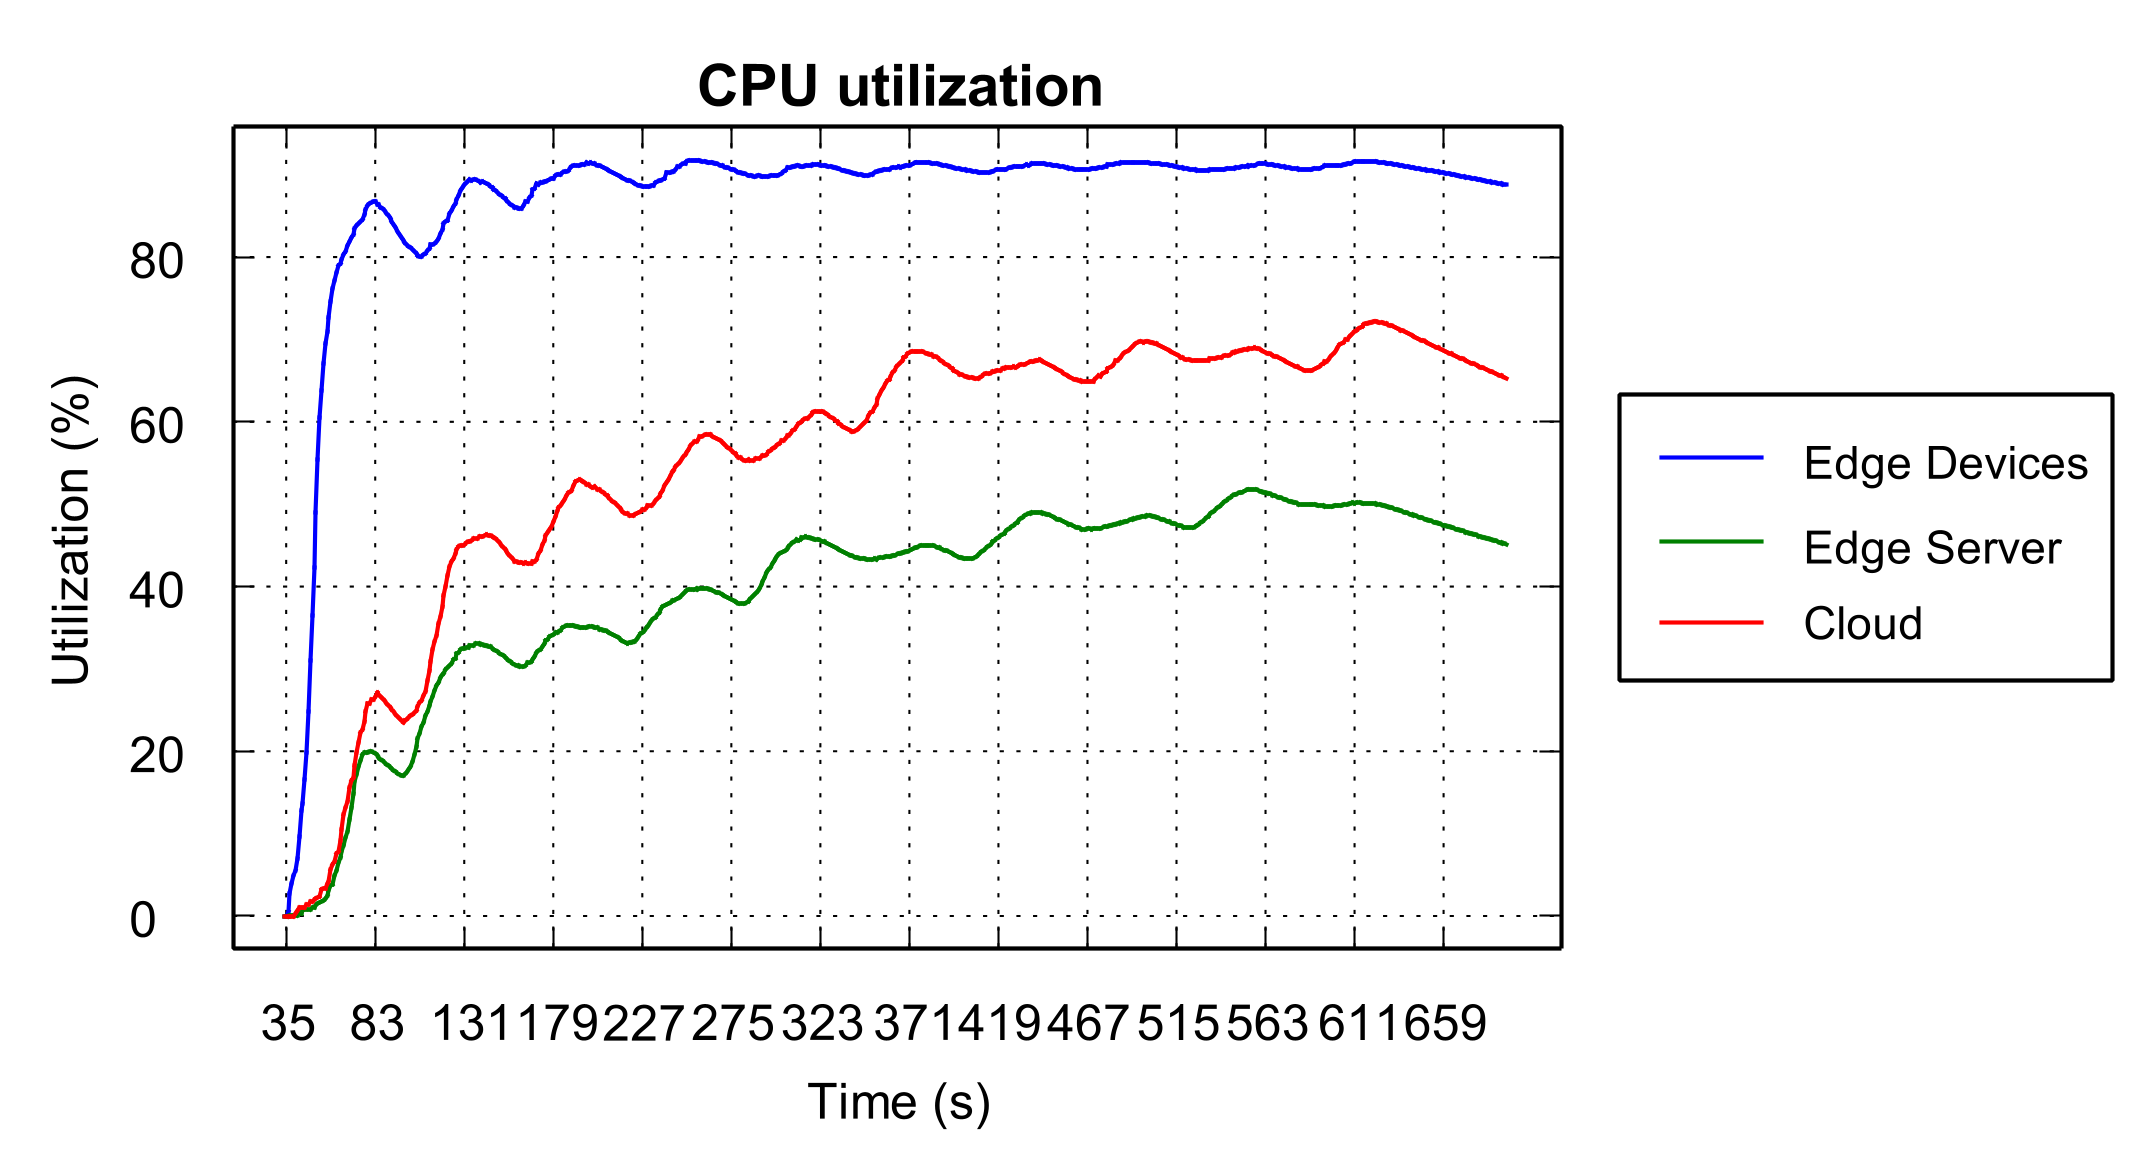 CPU utilization
Utilization (%)
80
60
40
20
0
35 83 131 179 227 275 323 371 419 467 515 563 611 659
Time (s)
Edge Devices
Edge Server
Cloud